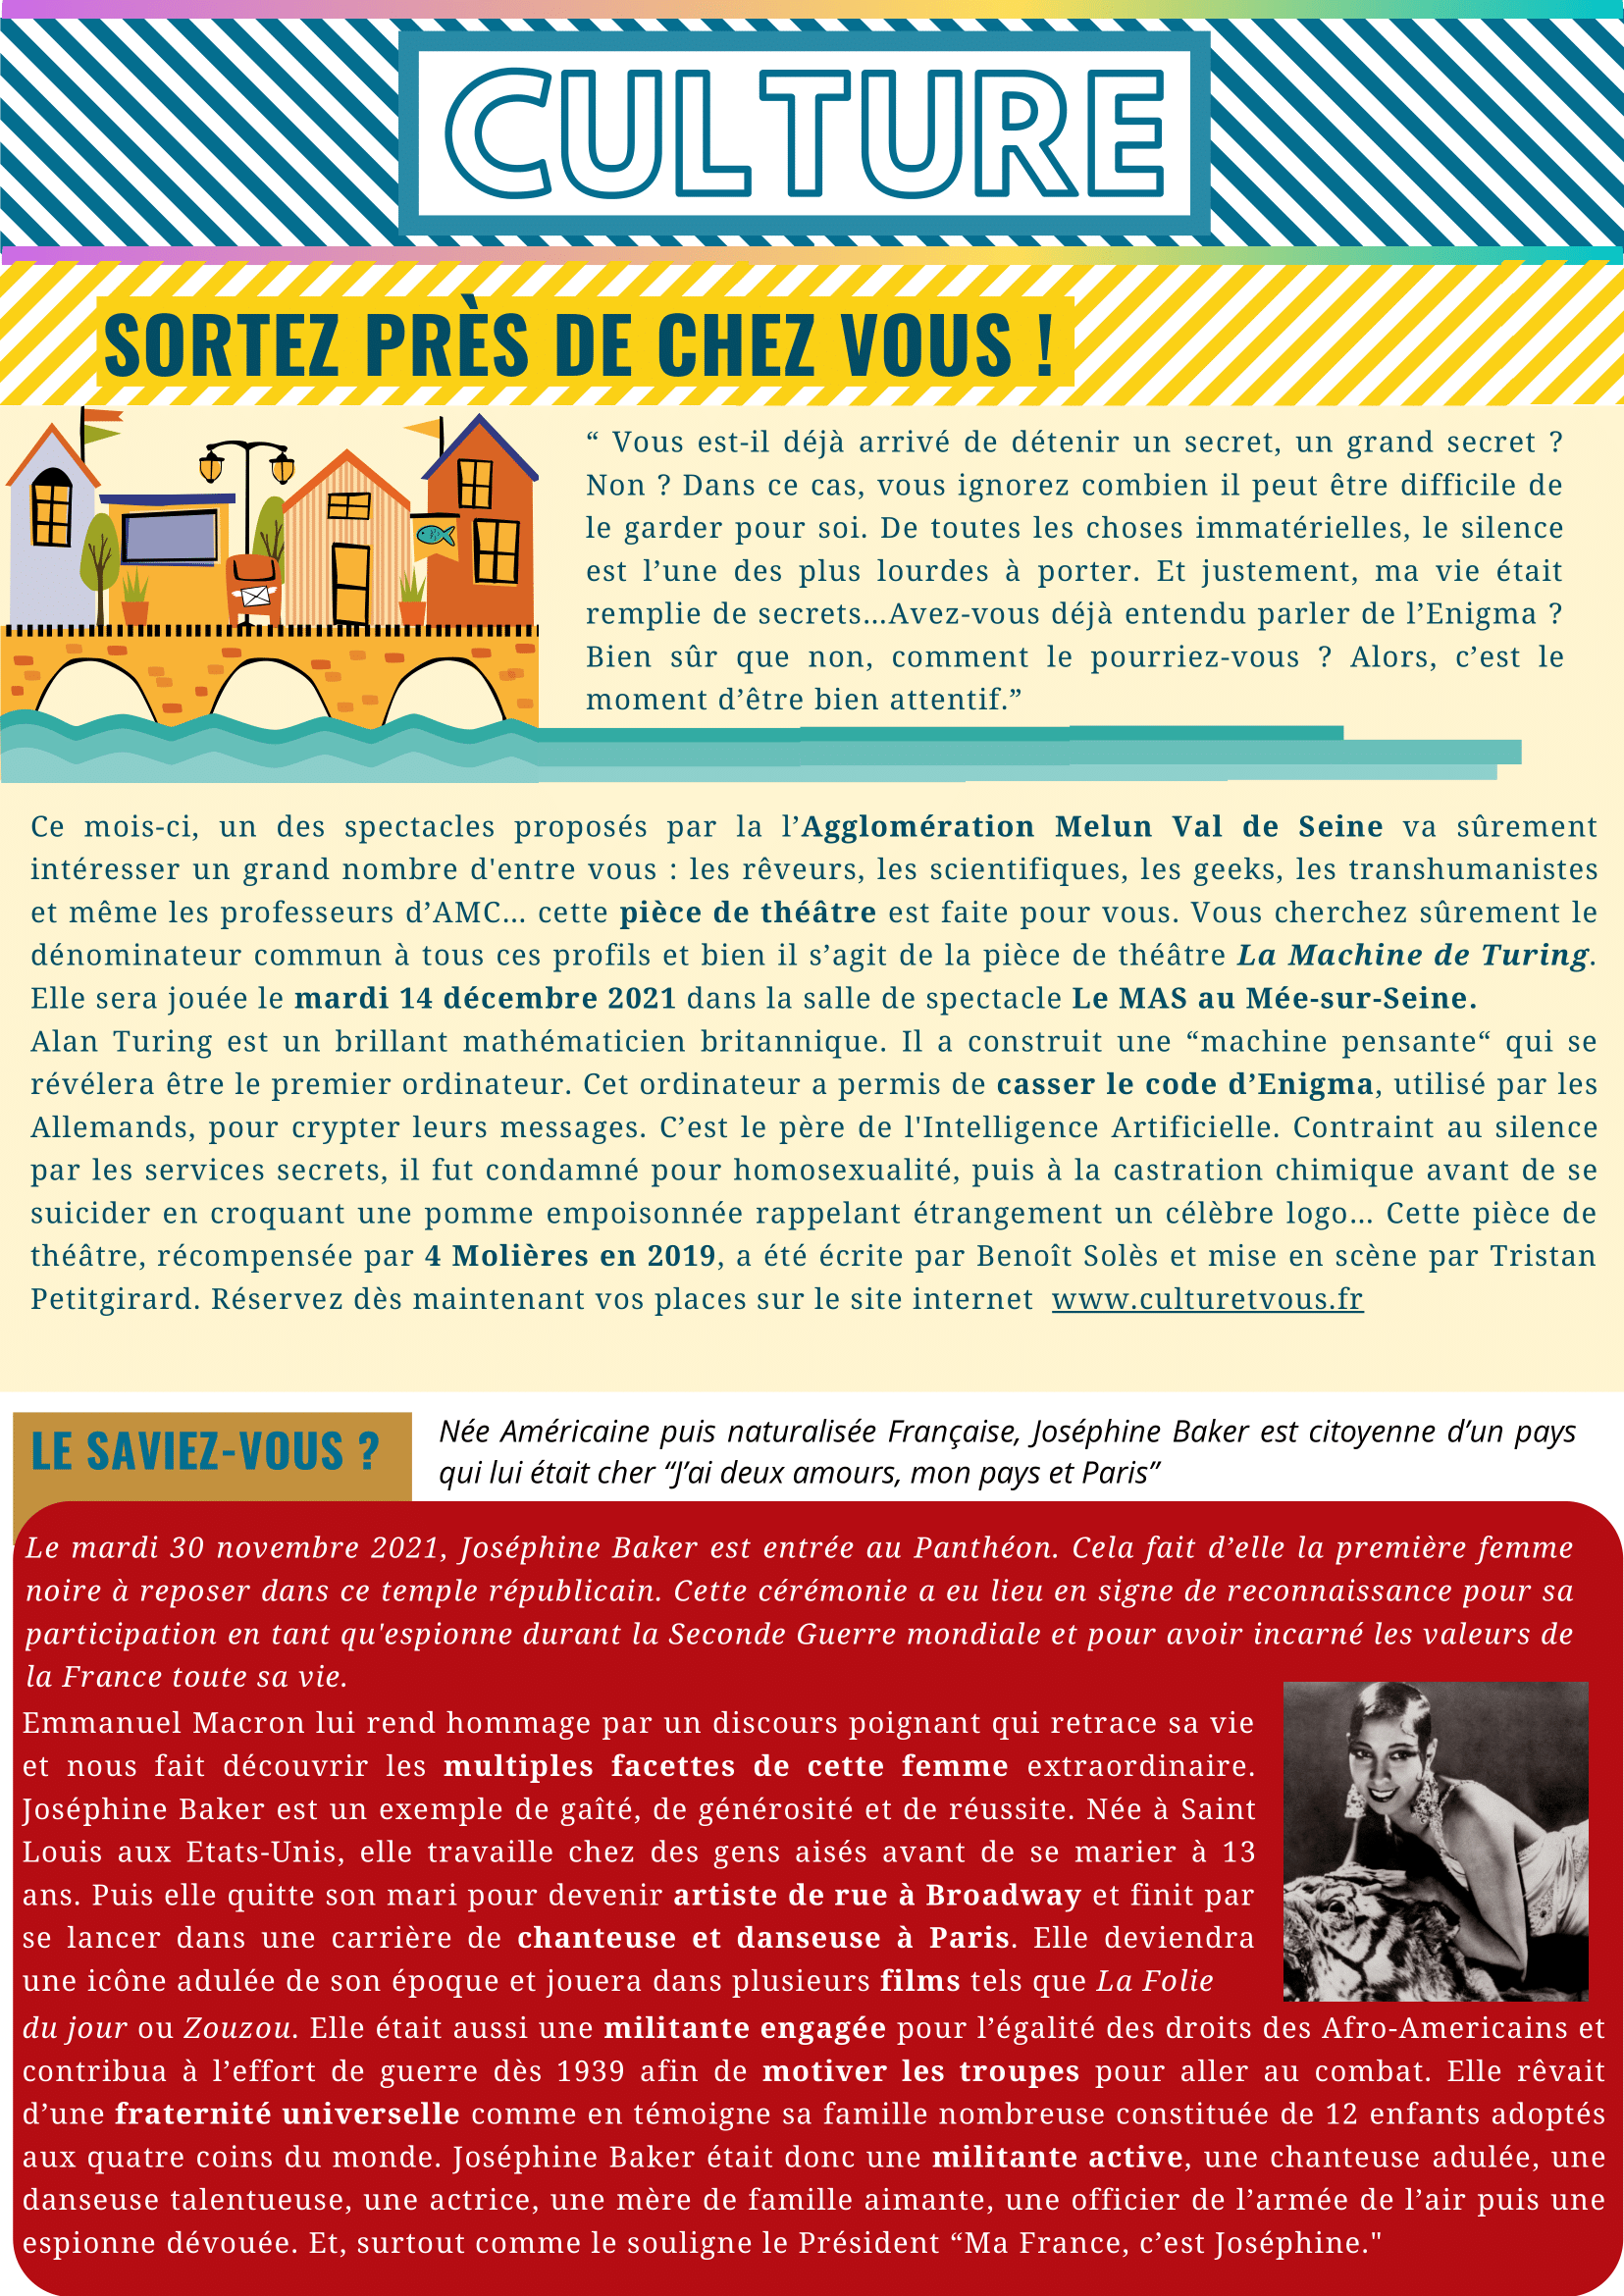 CULTURE
SORTEZ PRÈS DE CHEZ VOUS !
“ Vous est-il déjà arrivé de détenir un secret, un grand secret ?
Non ? Dans ce cas, vous ignorez combien il peut être difficile de
le garder pour soi. De toutes les choses immatérielles, le silence
est l’une des plus lourdes à porter. Et justement, ma vie était
remplie de secrets...Avez-vous déjà entendu parler de l’Enigma ?
Bien sûr que non, comment le pourriez-vous ? Alors, c’est le
moment d’être bien attentif.”
Ce mois-ci, un des spectacles proposés par la l’Agglomération Melun Val de Seine va sûrement
intéresser un grand nombre d'entre vous : les rêveurs, les scientifiques, les geeks, les transhumanistes
et même les professeurs d’AMC... cette pièce de théâtre est faite pour vous. Vous cherchez sûrement le
dénominateur commun à tous ces profils et bien il s’agit de la pièce de théâtre La Machine de Turing.
Elle sera jouée le mardi 14 décembre 2021 dans la salle de spectacle Le MAS au Mée-sur-Seine.
Alan Turing est un brillant mathématicien britannique. Il a construit une “machine pensante“ qui se
révélera être le premier ordinateur. Cet ordinateur a permis de casser le code d’Enigma, utilisé par les
Allemands, pour crypter leurs messages. C’est le père de l'Intelligence Artificielle. Contraint au silence
par les services secrets, il fut condamné pour homosexualité, puis à la castration chimique avant de se
suicider en croquant une pomme empoisonnée rappelant étrangement un célèbre logo... Cette pièce de
théâtre, récompensée par 4 Molières en 2019, a été écrite par Benoît Solès et mise en scène par Tristan
Petitgirard. Réservez dès maintenant vos places sur le site internet www.culturetvous.fr
LE SAVIEZ-VOUS ?
Née Américaine puis naturalisée Française, Joséphine Baker est citoyenne d’un pays
qui lui était cher “J’ai deux amours, mon pays et Paris”
Le mardi 30 novembre 2021, Joséphine Baker est entrée au Panthéon. Cela fait d’elle la première femme
noire à reposer dans ce temple républicain. Cette cérémonie a eu lieu en signe de reconnaissance pour sa
participation en tant qu'espionne durant la Seconde Guerre mondiale et pour avoir incarné les valeurs de
la France toute sa vie.
Emmanuel Macron lui rend hommage par un discours poignant qui retrace sa vie
et nous fait découvrir les multiples facettes de cette femme extraordinaire.
Joséphine Baker est un exemple de gaîté, de générosité et de réussite. Née à Saint
Louis aux Etats-Unis, elle travaille chez des gens aisés avant de se marier à 13
ans. Puis elle quitte son mari pour devenir artiste de rue à Broadway et finit par
se lancer dans une carrière de chanteuse et danseuse à Paris. Elle deviendra
une icône adulée de son époque et jouera dans plusieurs films tels que La Folie
du jour ou Zouzou. Elle était aussi une militante engagée pour l’égalité des droits des Afro-Americains et
contribua à l’effort de guerre dès 1939 afin de motiver les troupes pour aller au combat. Elle rêvait
d’une fraternité universelle comme en témoigne sa famille nombreuse constituée de 12 enfants adoptés
aux quatre coins du monde. Joséphine Baker était donc une militante active, une chanteuse adulée, une
danseuse talentueuse, une actrice, une mère de famille aimante, une officier de l’armée de l’air puis une
espionne dévouée. Et, surtout comme le souligne le Président “Ma France, c’est Joséphine."